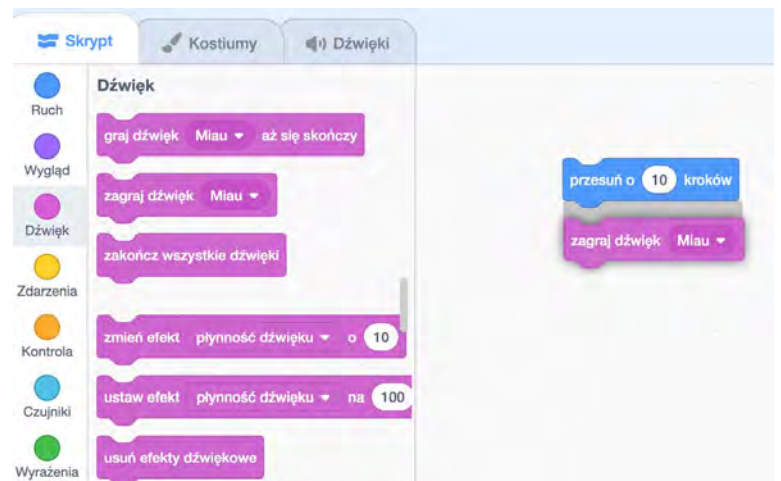 Skrypt
Kostiumy
Dźwięki
Ruch
Wygląd
Dźwięk
Zdarzenia
Kontrola
Czujniki
Wyrażenia
Dźwięk
graj dźwięk Miau aż się skończy
zagraj dźwięk Miau
zakończ wszystkie dźwięki
zmień efekt płynność dźwięku o 10
ustaw efekt płynność dźwięku na 100
usuń efekty dźwiękowe
przesuń o 10 kroków
zagraj dźwięk Miau